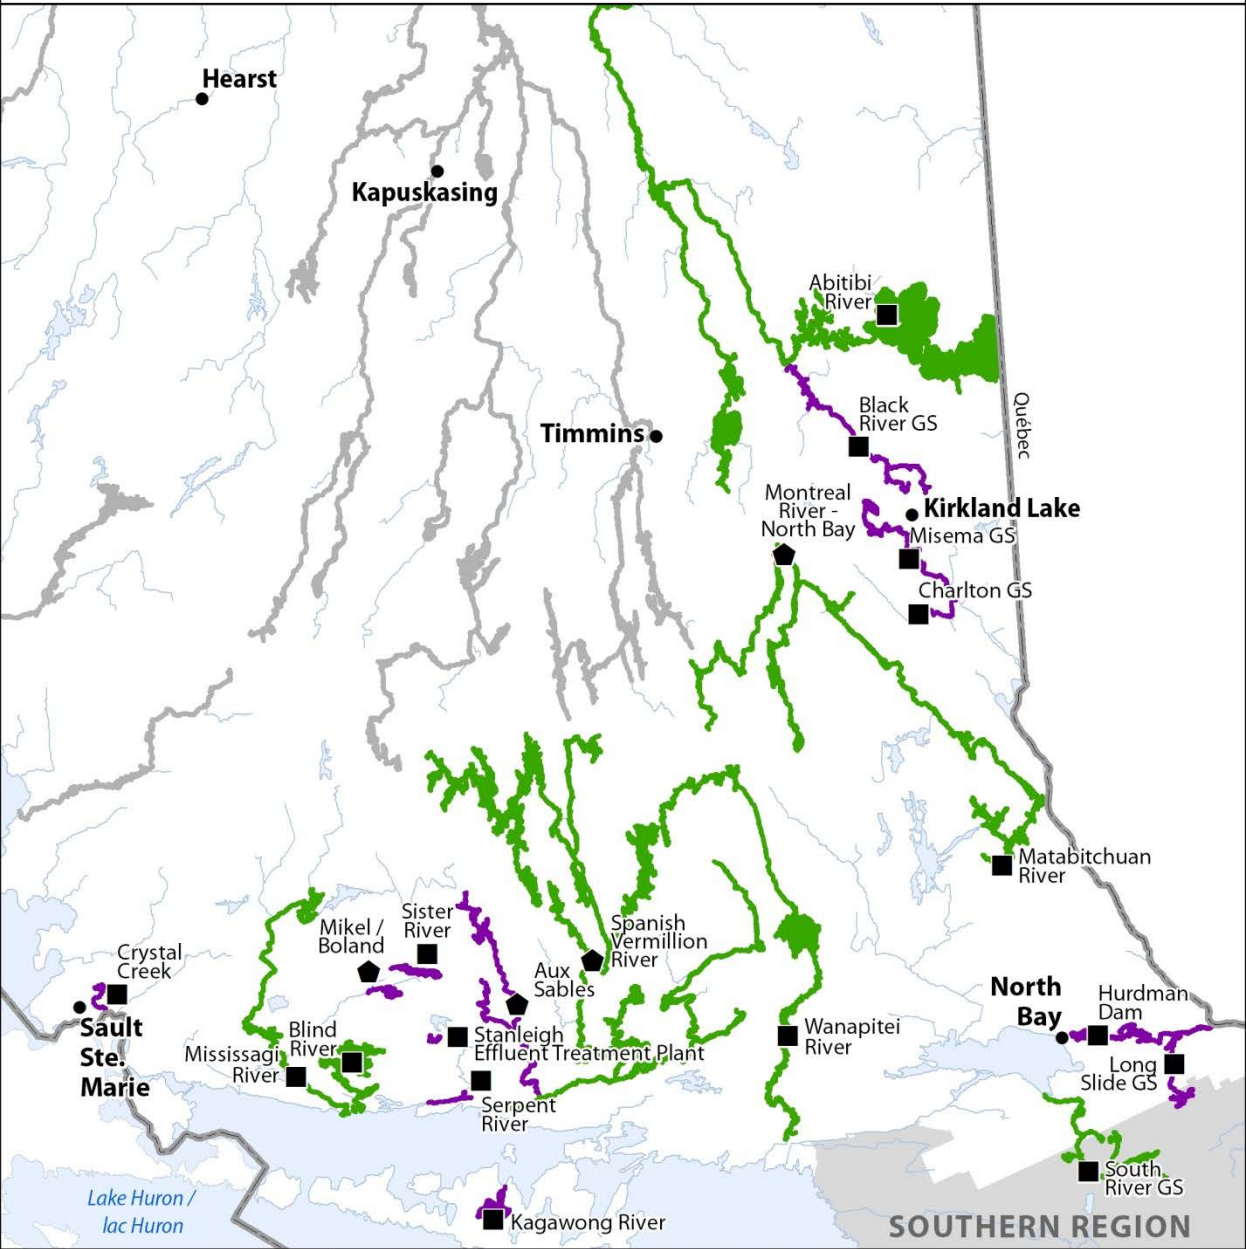 Hearst
Kapuskasing
Abitibi
River
Québec
Black
River GS
Timmins
Montreal
River -
North Bay
Kirkland Lake
Misema GS
Charlton GS
Matabitchuan
River
Sister
River
Mikel /
Boland
Spanish
Vermillion
River
Crystal
Creek
Aux
Sables
North
Bay
Hurdman
Dam
Sault
Ste.
Marie
Blind
River
Stanleigh
Effluent Treatment Plant
Wanapitei
River
Mississagi
River
Long
Slide GS
Serpent
River
South
River GS
Lake Huron /
lac Huron
Kagawong River
SOUTHERN REGION